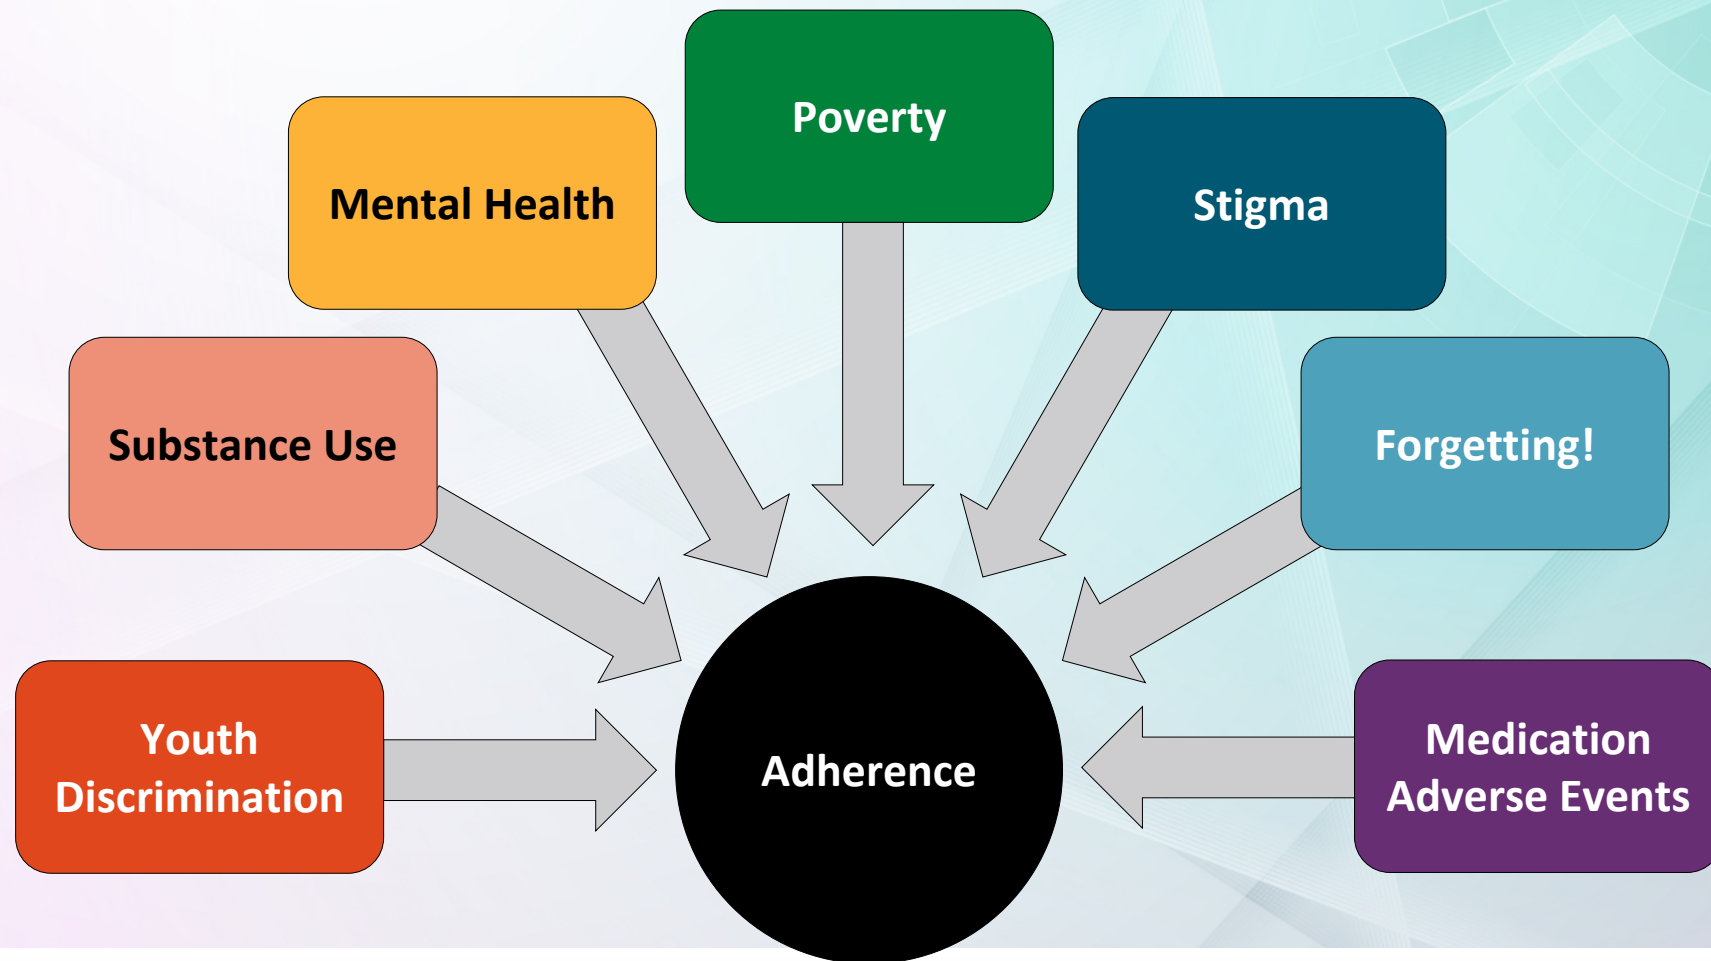 Poverty
Mental Health
Stigma
Substance Use
Forgetting!
Youth
Discrimination
Adherence
Medication
Adverse Events